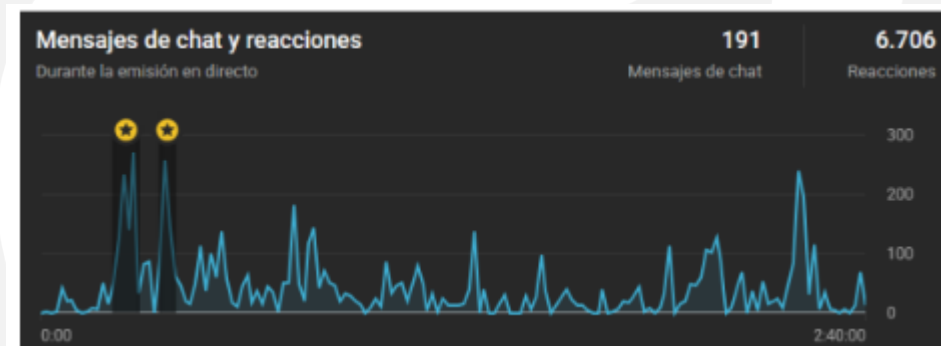 Mensajes de chat y reacciones
Durante la emisión en directo
191
Mensajes de chat
6.706
Reacciones
300
200
100
0
0:00
2:40:00